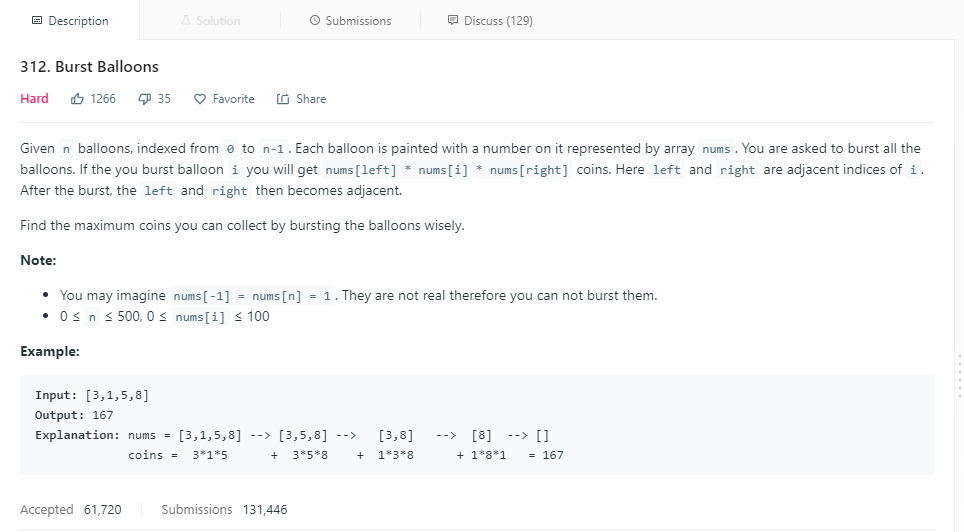 Description Solution Submissions Discuss (129)
312. Burst Balloons
Hard 1266 35 Favorite Share
Given n balloons, indexed from 0 to n-1. Each balloon is painted with a number on it represented by array nums. You are asked to burst all the
balloons. If the you burst balloon i you will get nums[left] * nums[i] * nums[right] coins. Here left and right are adjacent indices of i.
After the burst, the left and right then becomes adjacent.
Find the maximum coins you can collect by bursting the balloons wisely.
Note:
• You may imagine nums[-1] = nums[n] = 1. They are not real therefore you can not burst them.
• 0 ≤ n ≤ 500, 0 ≤ nums[i] ≤ 100
Example:
Input: [3,1,5,8]
Output: 167
Explanation: nums = [3,1,5,8] --> [3,5,8] --> [3,8] --> [8] --> []
coins = 3*1*5 + 3*5*8 + 1*3*8 + 1*8*1 = 167
Accepted 61,720 Submissions 131,446